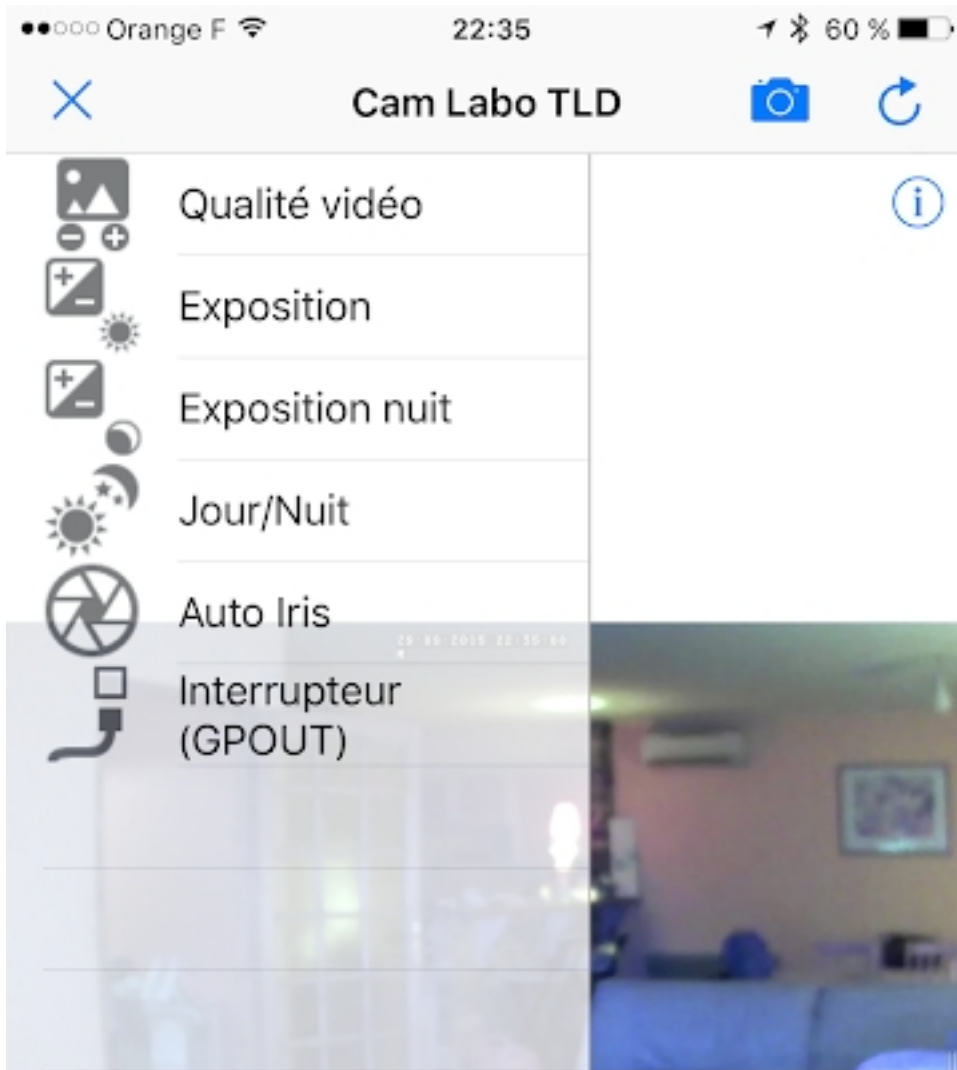 Orange F 22:35 60 %
Cam Labo TLD
Qualité vidéo
Exposition
Exposition nuit
Jour/Nuit
Auto Iris
Interrupteur
(GPOUT)